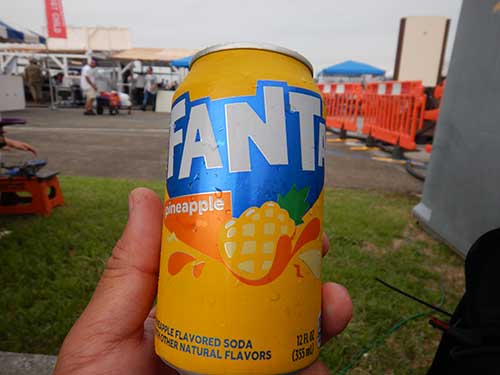 FANTA
pineapple
APPLE FLAVORED SODA
OTHER NATURAL FLAVORS
12 FL OZ
(355 mL)